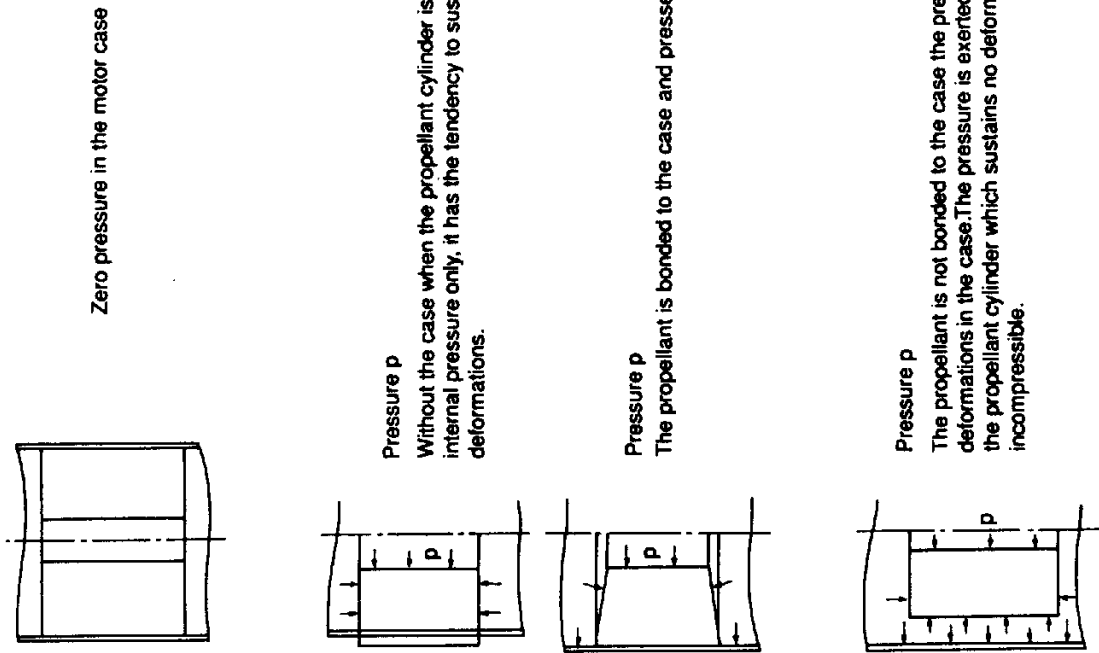 Zero pressure in the motor case
p
Pressure p
Without the case when the propellant cylinder is
internal pressure only, it has the tendency to sus
deformations.
p
Pressure p
The propellant is bonded to the case and presse
p
Pressure p
The propellant is not bonded to the case the pre
deformations in the case.The pressure is exerted
the propellant cylinder which sustains no defor
incompressible.